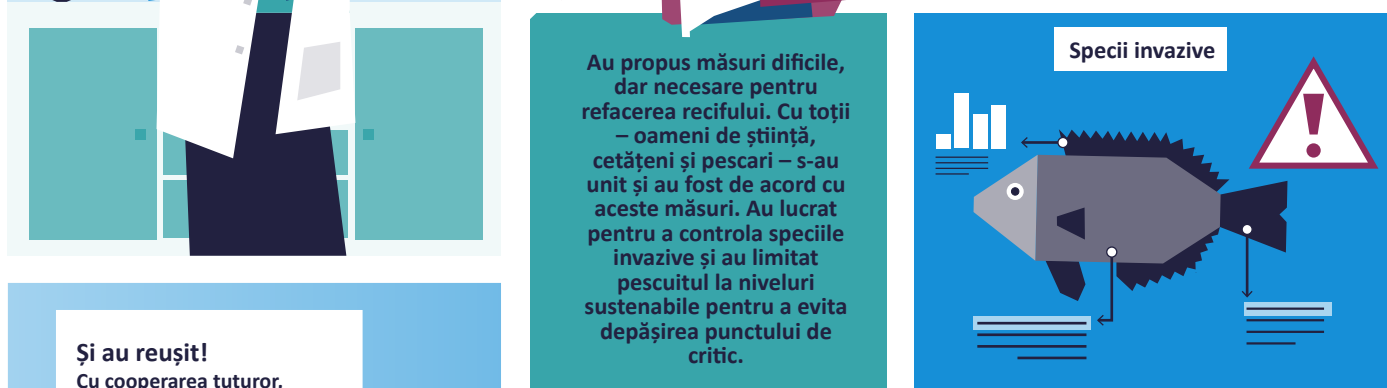 Au propus măsuri dificile,
dar necesare pentru
refacerea recifului. Cu toții
– oameni de știință,
cetățeni și pescari – s-au
unit și au fost de acord cu
aceste măsuri. Au lucrat
pentru a controla speciile
invazive și au limitat
pescuitul la niveluri
sustenabile pentru a evita
depășirea punctului de
critic.
Specii invazive
Și au reușit!
Cu cooperarea tuturor,